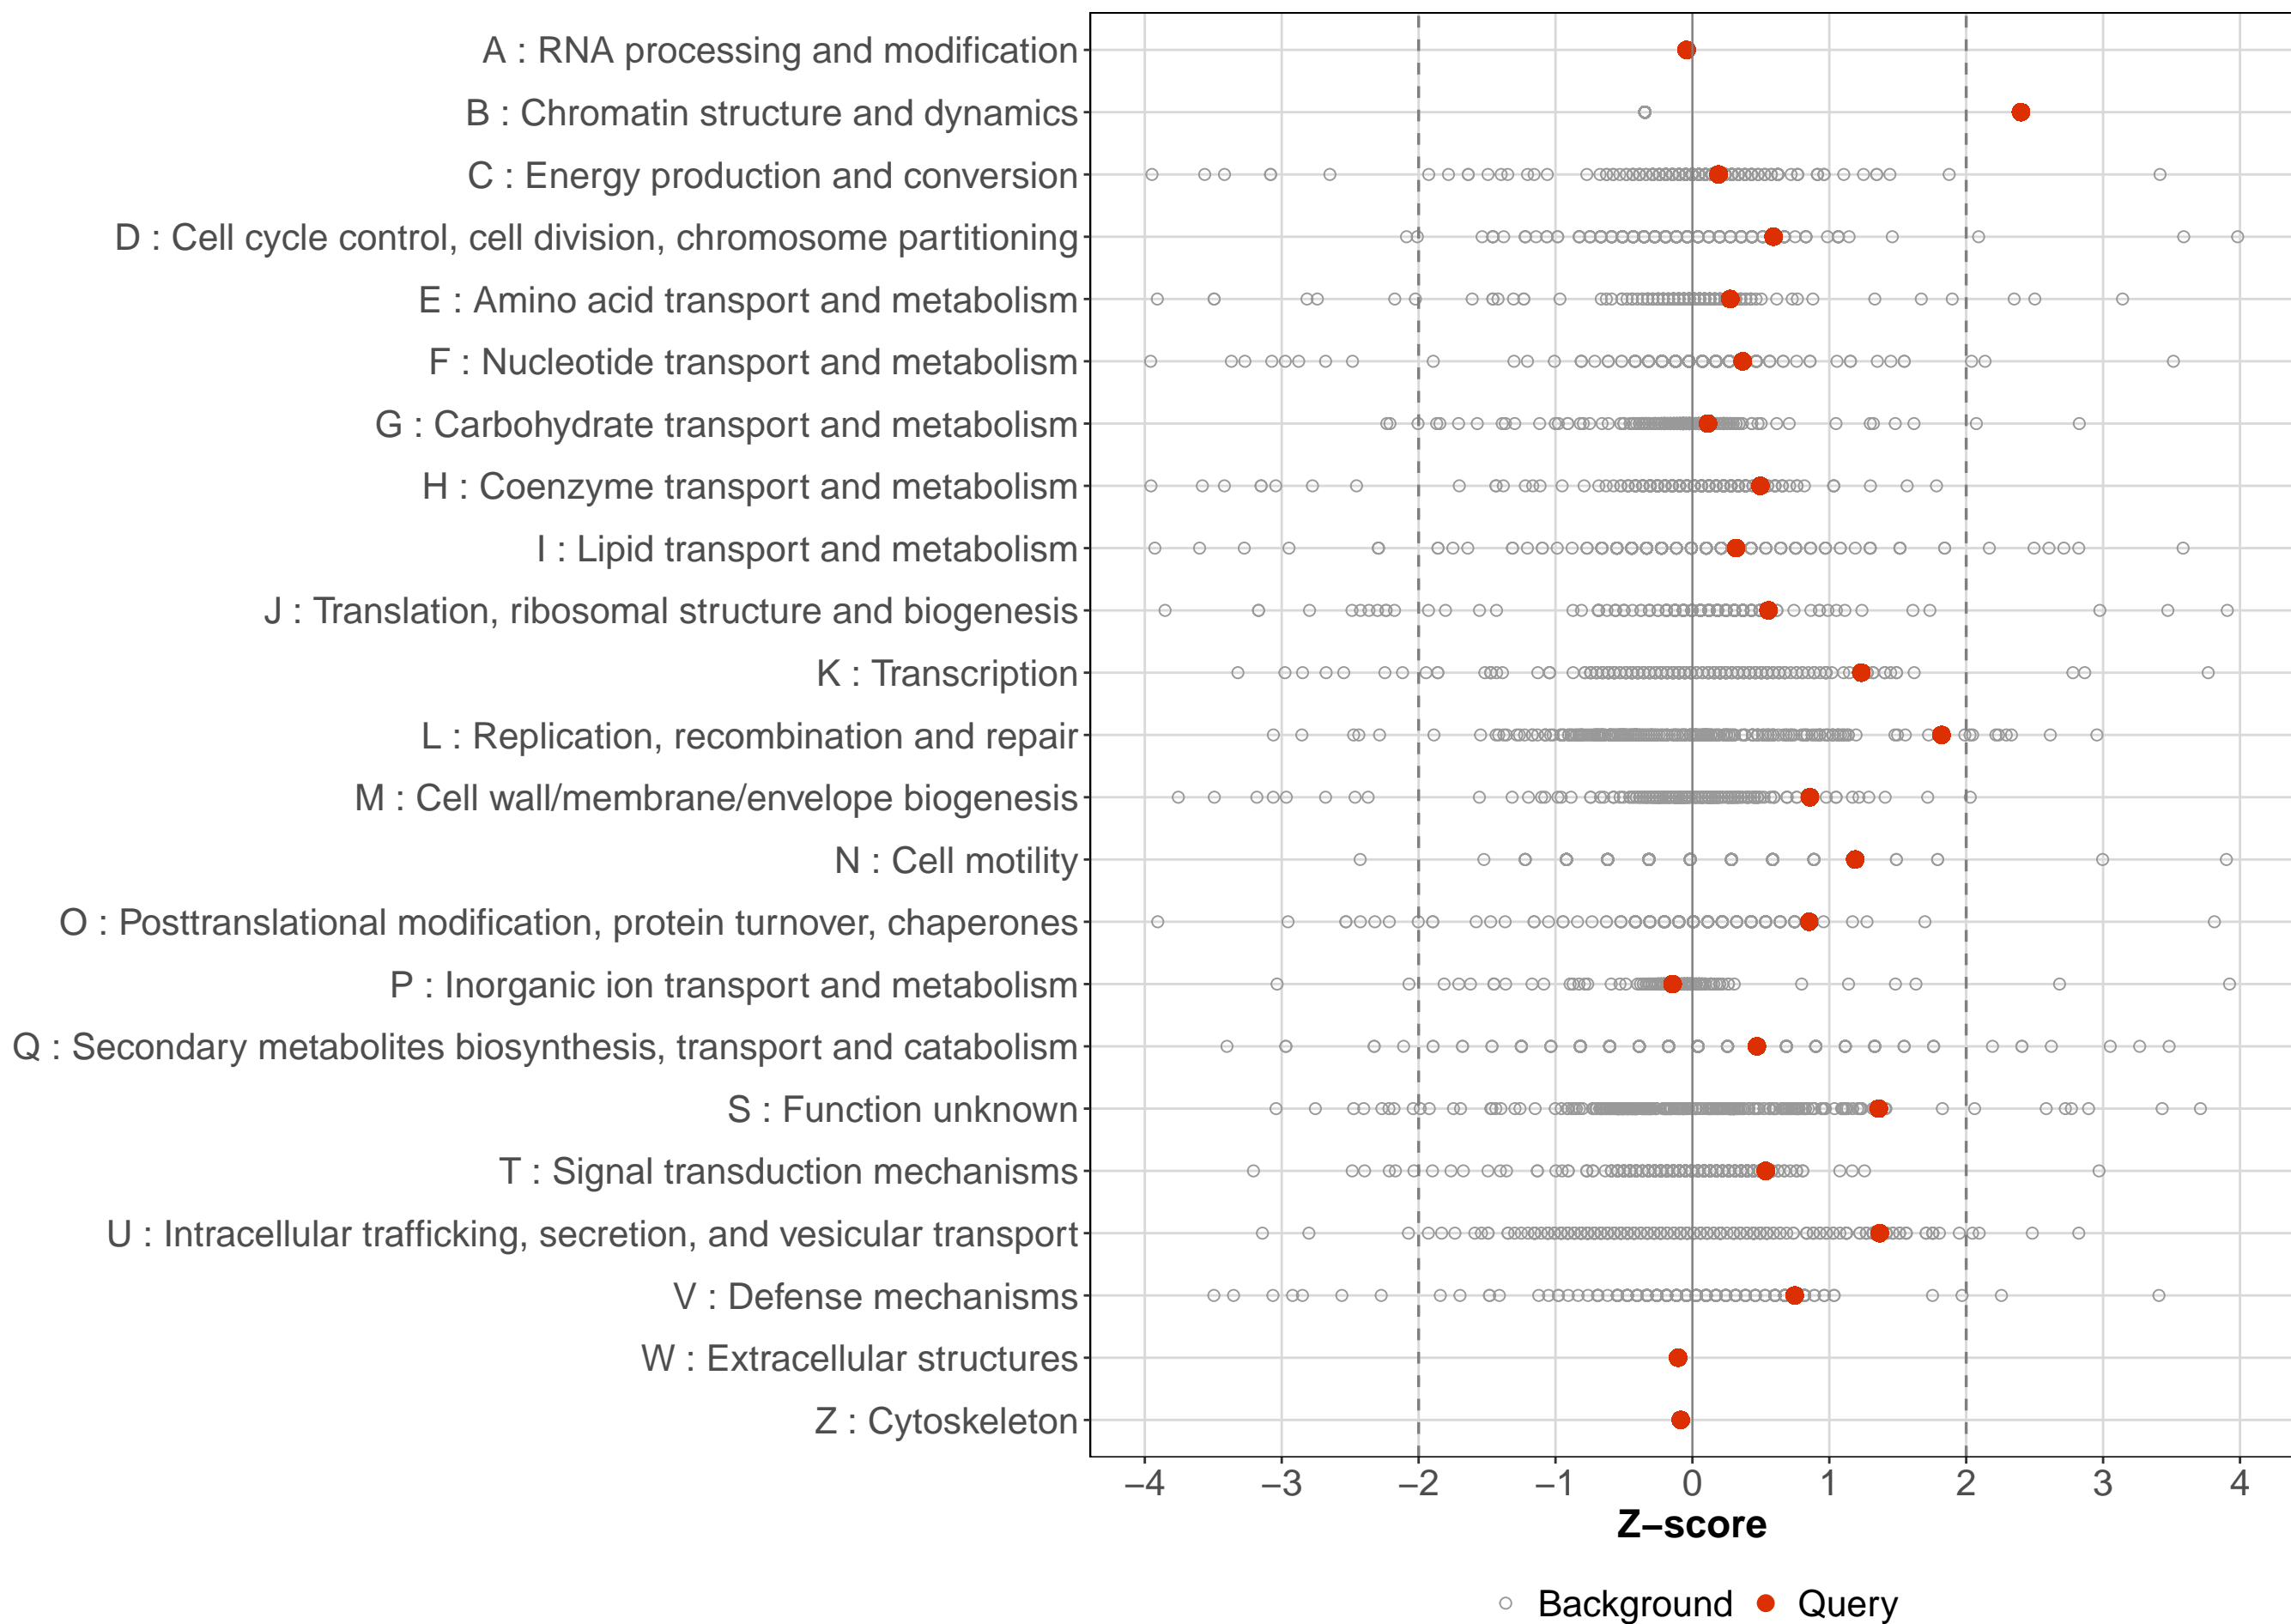 A : RNA processing and modification
B : Chromatin structure and dynamics
C : Energy production and conversion
D : Cell cycle control, cell division, chromosome partitioning
E : Amino acid transport and metabolism
F : Nucleotide transport and metabolism
G : Carbohydrate transport and metabolism
H : Coenzyme transport and metabolism
I : Lipid transport and metabolism
J : Translation, ribosomal structure and biogenesis
K : Transcription
L : Replication, recombination and repair
M : Cell wall/membrane/envelope biogenesis
N : Cell motility
O : Posttranslational modification, protein turnover, chaperones
P : Inorganic ion transport and metabolism
Q : Secondary metabolites biosynthesis, transport and catabolism
S : Function unknown
T : Signal transduction mechanisms
U : Intracellular trafficking, secretion, and vesicular transport
V : Defense mechanisms
W : Extracellular structures
Z : Cytoskeleton
−4 −3 −2 −1 0 1 2 3 4
Z−score
Background Query